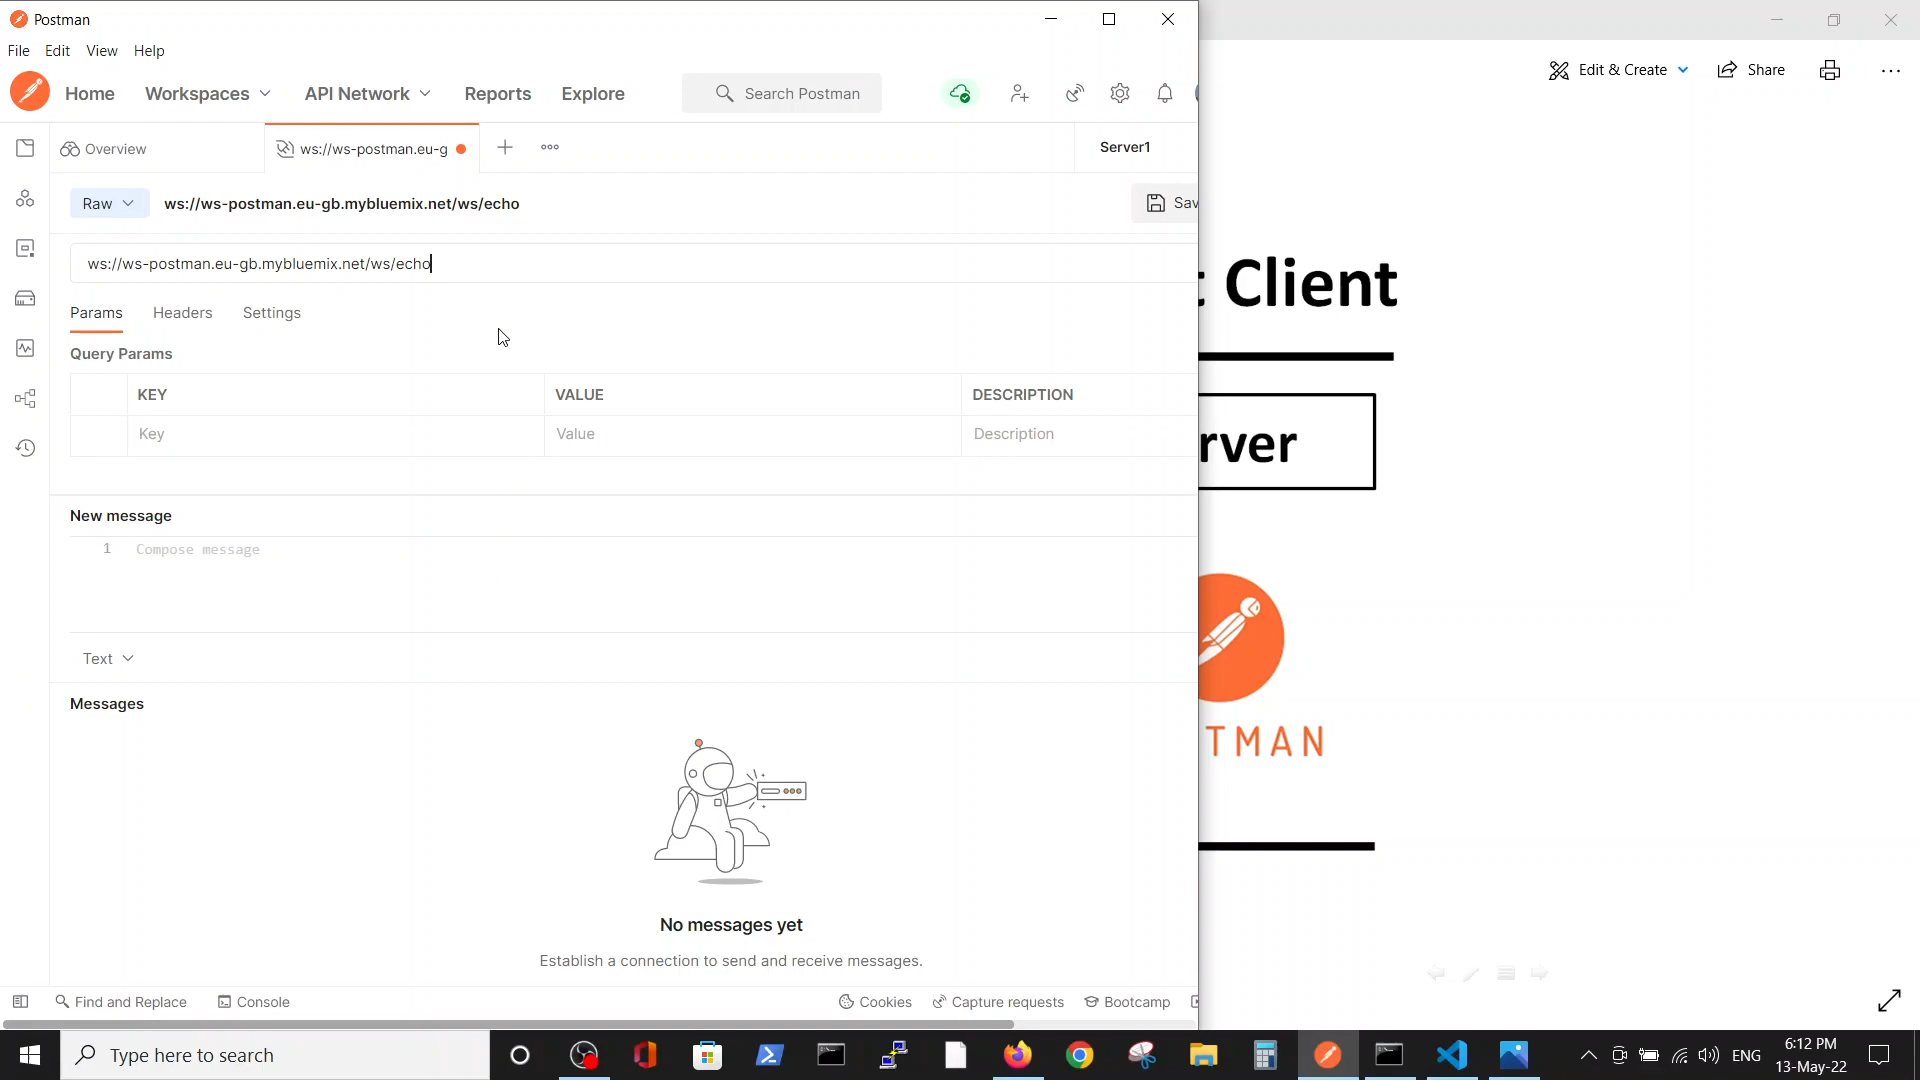 Postman
File Edit View Help
Home Workspaces API Network Reports Explore Search Postman
Edit & Create Share
Overview ws://ws-postman.eu-g Server1
Raw ws://ws-postman.eu-gb.mybluemix.net/ws/echo Sav
ws://ws-postman.eu-gb.mybluemix.net/ws/echo
Client
Params Headers Settings
Query Params
KEY VALUE DESCRIPTION
Key Value Description
rver
New message
1 Compose message
Text
Messages
TMAN
No messages yet
Establish a connection to send and receive messages.
Find and Replace Console Cookies Capture requests Bootcamp
Type here to search
ENG
6:12 PM
13-May-22